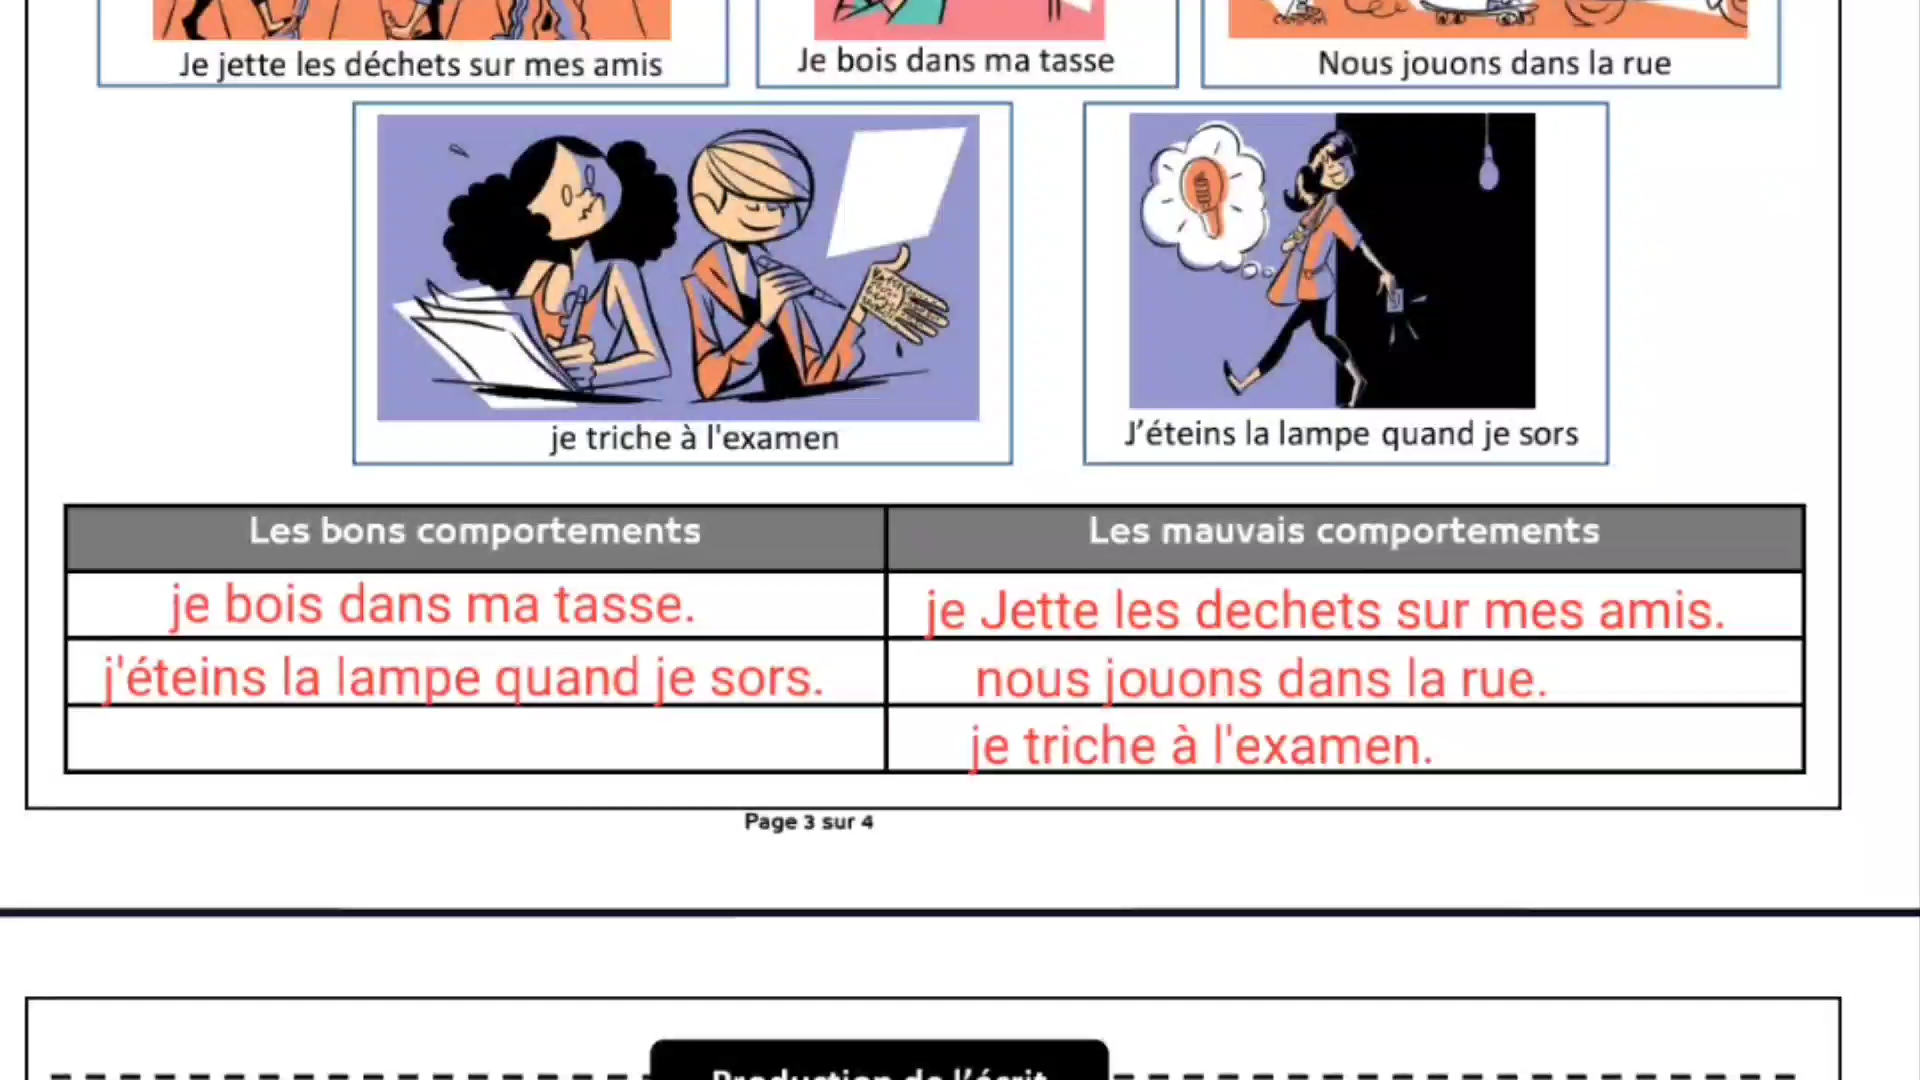 Je jette les déchets sur mes amis
Je bois dans ma tasse
Nous jouons dans la rue
je triche à l'examen
J’éteins la lampe quand je sors
Les bons comportements
Les mauvais comportements
je bois dans ma tasse.
je Jette les dechets sur mes amis.
j'éteins la lampe quand je sors.
nous jouons dans la rue.
je triche à l'examen.
Page 3 sur 4
Production de l’écrit